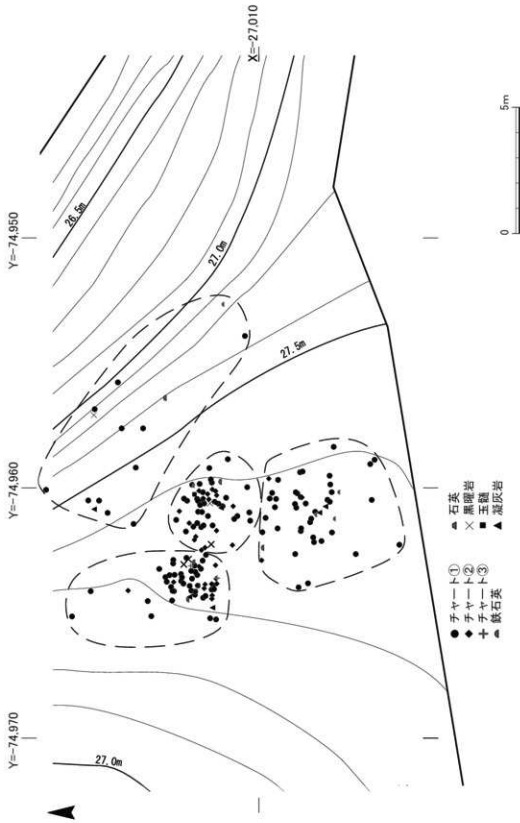 X=-27,010
Y=-74,950
Y=-74,960
Y=-74,970
26.5m
27.0m
27.5m
27.0m
0 5m
● チャート①
◆ チャート②
✚ チャート③
鉄石英
石英
× 黒曜岩
■ 玉髄
▲ 凝灰岩